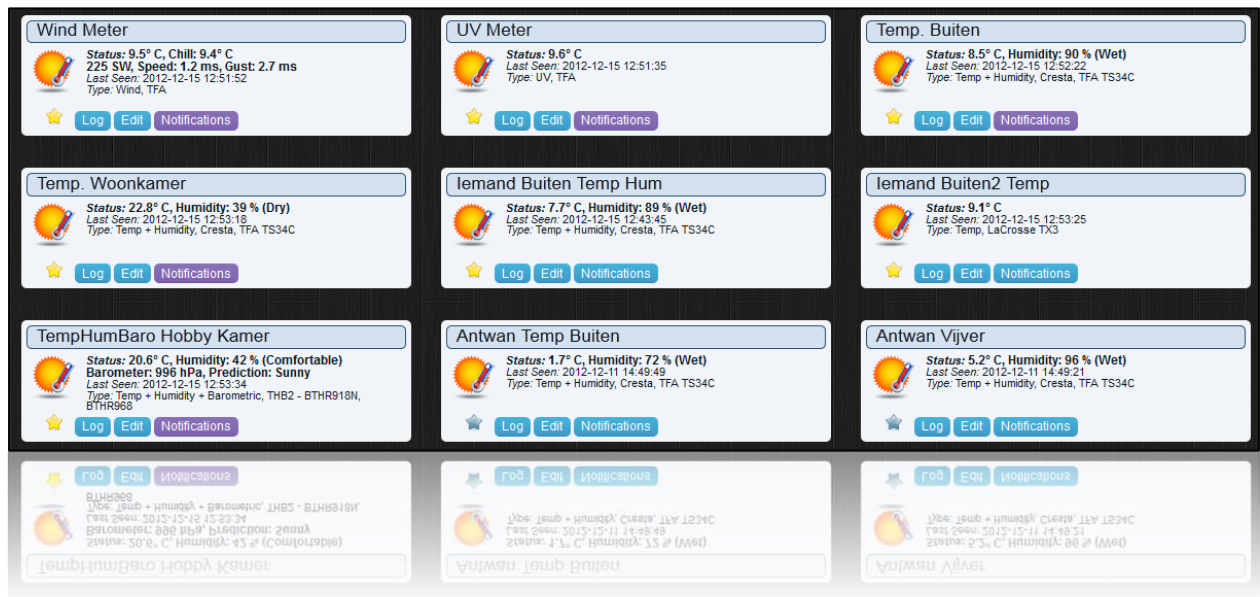 Wind Meter
Status: 9.5° C, Chill: 9.4° C
225 SW, Speed: 1.2 ms, Gust: 2.7 ms
Last Seen: 2012-12-15 12:51:52
Type: Wind, TFA
Log Edit Notifications
UV Meter
Status: 9.6° C
Last Seen: 2012-12-15 12:51:35
Type: UV, TFA
Log Edit Notifications
Temp. Buiten
Status: 8.5° C, Humidity: 90 % (Wet)
Last Seen: 2012-12-15 12:52:22
Type: Temp + Humidity, Cresta, TFA TS34C
Log Edit Notifications
Temp. Woonkamer
Status: 22.8° C, Humidity: 39 % (Dry)
Last Seen: 2012-12-15 12:53:18
Type: Temp + Humidity, Cresta, TFA TS34C
Log Edit Notifications
Iemand Buiten Temp Hum
Status: 7.7° C, Humidity: 89 % (Wet)
Last Seen: 2012-12-15 12:43:45
Type: Temp + Humidity, Cresta, TFA TS34C
Log Edit Notifications
Iemand Buiten2 Temp
Status: 9.1° C
Last Seen: 2012-12-15 12:53:25
Type: Temp, LaCrosse TX3
Log Edit Notifications
TempHumBaro Hobby Kamer
Status: 20.6° C, Humidity: 42 % (Comfortable)
Barometer: 996 hPa, Prediction: Sunny
Last Seen: 2012-12-15 12:53:34
Type: Temp + Humidity + Barometric, THB2 - BTHR918N,
BTHR968
Log Edit Notifications
Antwan Temp Buiten
Status: 1.7° C, Humidity: 72 % (Wet)
Last Seen: 2012-12-11 14:49:49
Type: Temp + Humidity, Cresta, TFA TS34C
Log Edit Notifications
Antwan Vijver
Status: 5.2° C, Humidity: 96 % (Wet)
Last Seen: 2012-12-11 14:49:21
Type: Temp + Humidity, Cresta, TFA TS34C
Log Edit Notifications